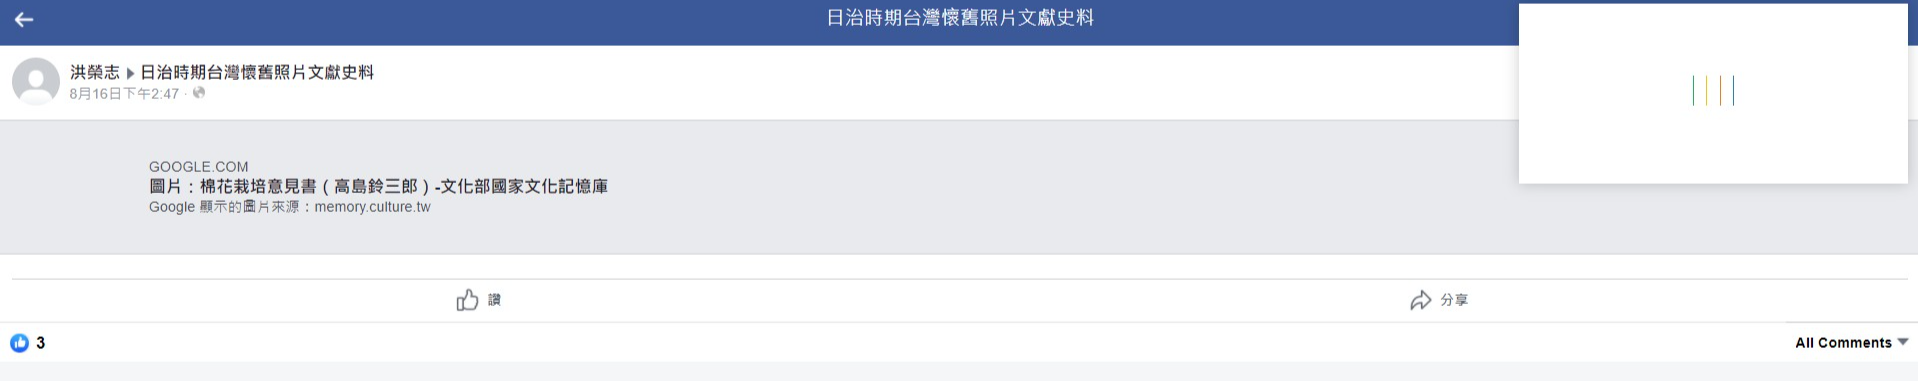 日治時期台灣懷舊照片文獻史料
洪榮志 ▶ 日治時期台灣懷舊照片文獻史料
8月16日下午2:47 ·
GOOGLE.COM
圖片：棉花栽培意見書（高島鈴三郎）-文化部國家文化記憶庫
Google 顯示的圖片來源：memory.culture.tw
讚
分享
3
All Comments